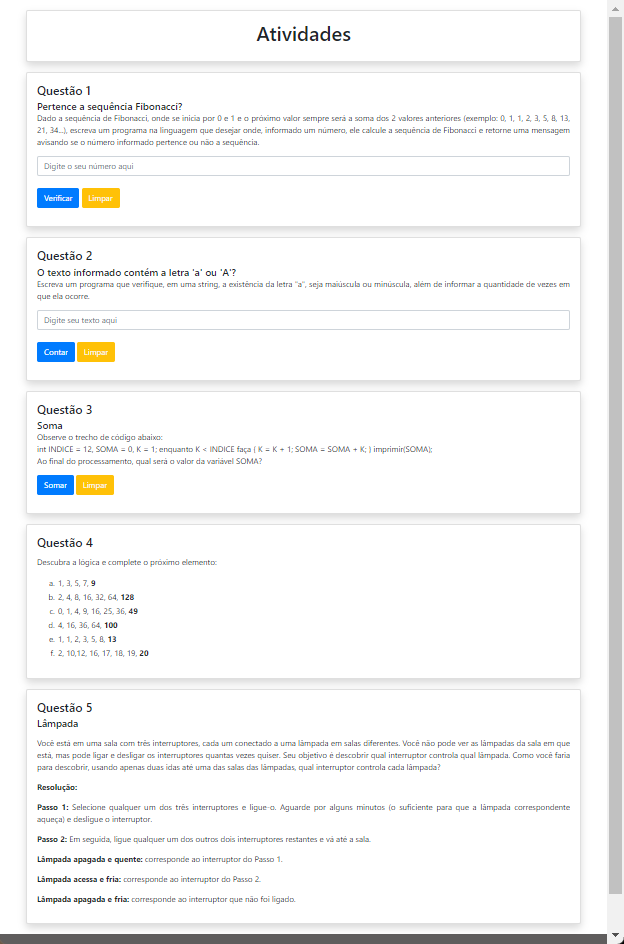 Atividades
Questão 1
Pertence a sequência Fibonacci?
Dado a sequência de Fibonacci, onde se inicia por 0 e 1 e o próximo valor sempre será a soma dos 2 valores anteriores (exemplo: 0, 1, 1, 2, 3, 5, 8, 13,
21, 34...), escreva um programa na linguagem que desejar onde, informado um número, ele calcule a sequência de Fibonacci e retorne uma mensagem
avisando se o número informado pertence ou não a sequência.
Digite o seu número aqui
Verificar Limpar
Questão 2
O texto informado contém a letra 'a' ou 'A'?
Escreva um programa que verifique, em uma string, a existência da letra "a", seja maiúscula ou minúscula, além de informar a quantidade de vezes em
que ela ocorre.
Digite seu texto aqui
Contar Limpar
Questão 3
Soma
Observe o trecho de código abaixo:
int INDICE = 12, SOMA = 0, K = 1; enquanto K < INDICE faça { K = K + 1; SOMA = SOMA + K; } imprimir(SOMA);
Ao final do processamento, qual será o valor da variável SOMA?
Somar Limpar
Questão 4
Descubra a lógica e complete o próximo elemento:
a. 1, 3, 5, 7, 9
b. 2, 4, 8, 16, 32, 64, 128
c. 0, 1, 4, 9, 16, 25, 36, 49
d. 4, 16, 36, 64, 100
e. 1, 1, 2, 3, 5, 8, 13
f. 2, 10,12, 16, 17, 18, 19, 20
Questão 5
Lâmpada
Você está em uma sala com três interruptores, cada um conectado a uma lâmpada em salas diferentes. Você não pode ver as lâmpadas da sala em que
está, mas pode ligar e desligar os interruptores quantas vezes quiser. Seu objetivo é descobrir qual interruptor controla qual lâmpada. Como você faria
para descobrir, usando apenas duas idas até uma das salas das lâmpadas, qual interruptor controla cada lâmpada?
Resolução:
Passo 1: Selecione qualquer um dos três interruptores e ligue-o. Aguarde por alguns minutos (o suficiente para que a lâmpada correspondente
aqueça) e desligue o interruptor.
Passo 2: Em seguida, ligue qualquer um dos outros dois interruptores restantes e vá até a sala.
Lâmpada apagada e quente: corresponde ao interruptor do Passo 1.
Lâmpada acessa e fria: corresponde ao interruptor do Passo 2.
Lâmpada apagada e fria: corresponde ao interruptor que não foi ligado.